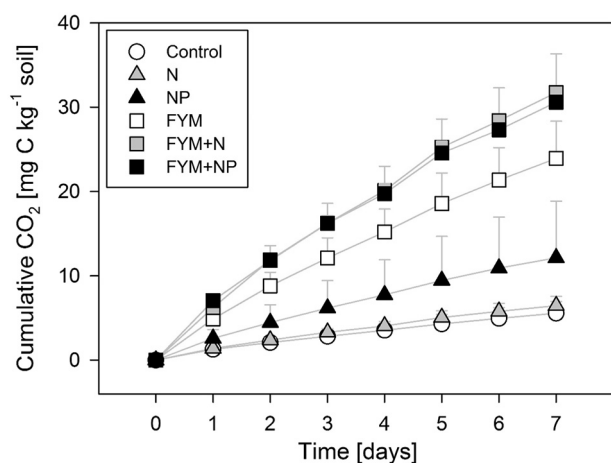 Cumulative CO₂ [mg C kg⁻¹ soil]
40
30
20
10
0
Control
N
NP
FYM
FYM+N
FYM+NP
0 1 2 3 4 5 6 7
Time [days]